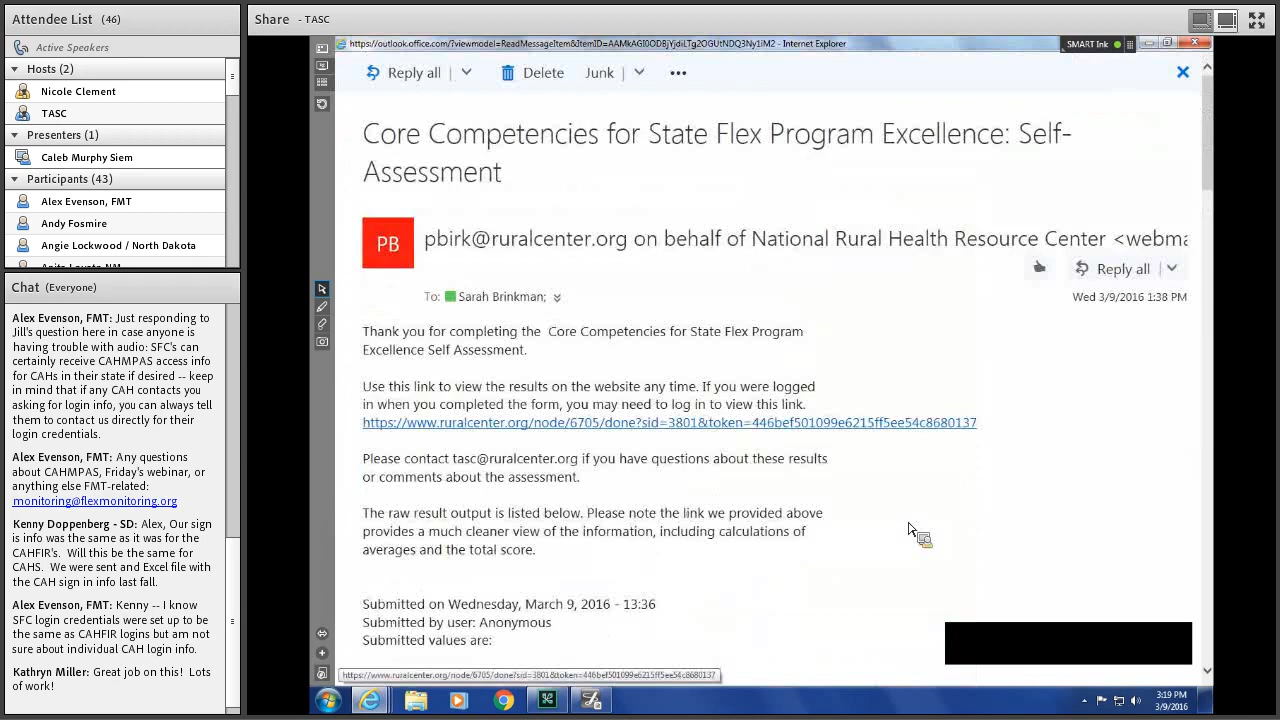 Attendee List (46)
Active Speakers
Hosts (2)
Nicole Clement
TASC
Presenters (1)
Caleb Murphy Siem
Participants (43)
Alex Evenson, FMT
Andy Fosmire
Angie Lockwood / North Dakota
Chat (Everyone)
Alex Evenson, FMT: Just responding to
Jill's question here in case anyone is
having trouble with audio: SFC's can
certainly receive CAHMPAS access info
for CAHs in their state if desired -- keep
in mind that if any CAH contacts you
asking for login info, you can always tell
them to contact us directly for their
login credentials.
Alex Evenson, FMT: Any questions
about CAHMPAS, Friday's webinar, or
anything else FMT-related:
monitoring@flexmonitoring.org
Kenny Doppenberg - SD: Alex, Our sign
is info was the same as it was for the
CAHFIR's. Will this be the same for
CAHS. We were sent and Excel file with
the CAH sign in info last fall.
Alex Evenson, FMT: Kenny -- I know
SFC login credentials were set up to be
the same as CAHFIR logins but am not
sure about individual CAH login info.
Kathryn Miller: Great job on this! Lots
of work!
Share - TASC
- Internet Explorer
SMART Ink
Reply all
Delete
Junk
Core Competencies for State Flex Program Excellence: Self-
Assessment
PB
pbirk@ruralcenter.org on behalf of National Rural Health Resource Center <webma
Reply all
To: Sarah Brinkman;
Wed 3/9/2016 1:38 PM
Thank you for completing the Core Competencies for State Flex Program
Excellence Self Assessment.
Use this link to view the results on the website any time. If you were logged
in when you completed the form, you may need to log in to view this link.
https://www.ruralcenter.org/node/6705/done?sid=3801&token=446bef501099e6215ff5ee54c8680137
Please contact tasc@ruralcenter.org if you have questions about these results
or comments about the assessment.
The raw result output is listed below. Please note the link we provided above
provides a much cleaner view of the information, including calculations of
averages and the total score.
Submitted on Wednesday, March 9, 2016 - 13:36
Submitted by user: Anonymous
Submitted values are:
https://www.ruralcenter.org/node/6705/done?sid=3801&token=446bef501099e6215ff5ee54c8680137
3:19 PM
3/9/2016